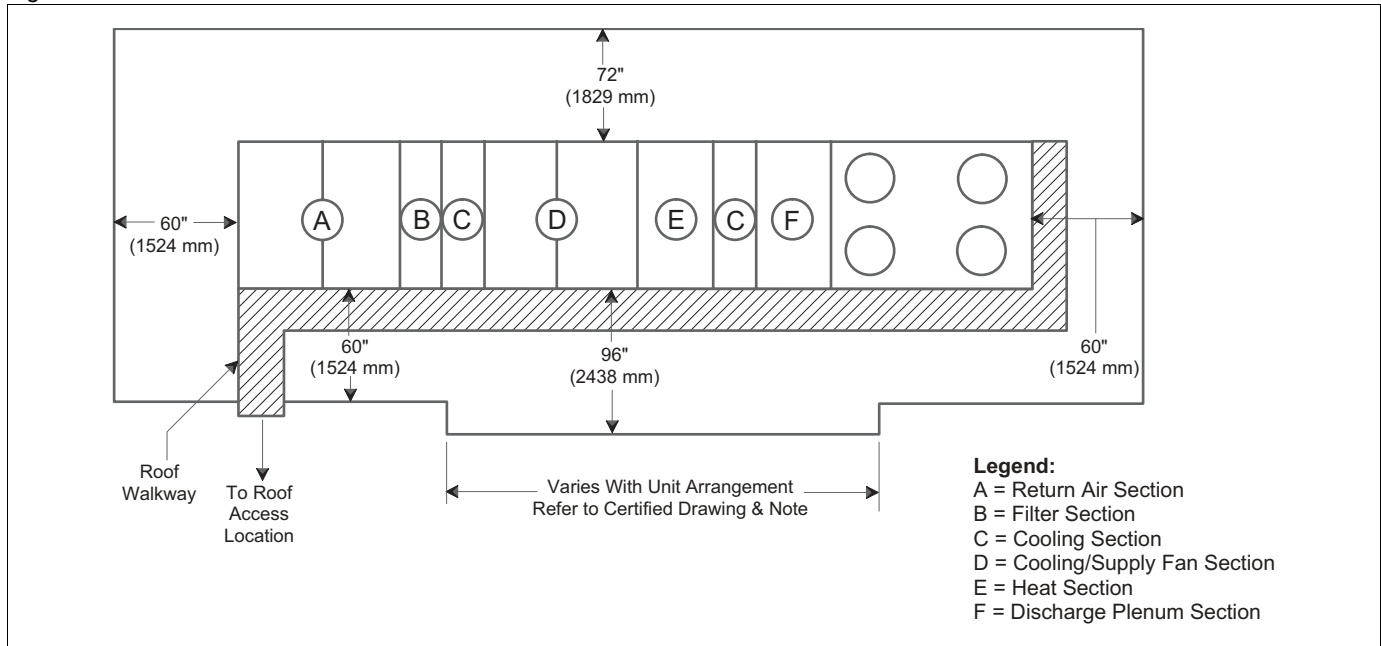 72"
(1829 mm)
60"
(1524 mm)
A
B
C
D
E
C
F
60"
(1524 mm)
96"
(2438 mm)
60"
(1524 mm)
Roof
Walkway
To Roof
Access
Location
Varies With Unit Arrangement
Refer to Certified Drawing & Note
Legend:
A = Return Air Section
B = Filter Section
C = Cooling Section
D = Cooling/Supply Fan Section
E = Heat Section
F = Discharge Plenum Section